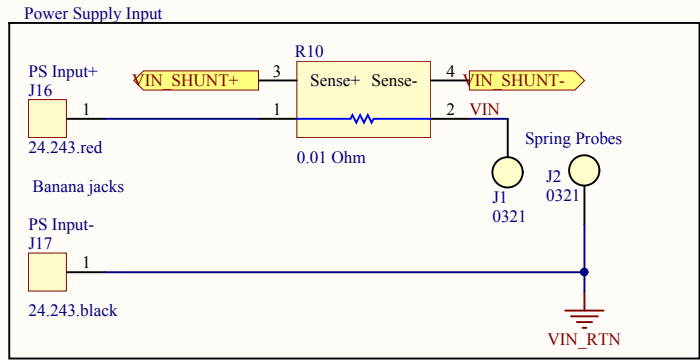 Power Supply Input
R10
PS Input+
J16
VIN_SHUNT+
3
Sense+ Sense-
4
VIN_SHUNT-
1
1
2
VIN
24.243.red
0.01 Ohm
Spring Probes
J1
0321
J2
0321
Banana jacks
PS Input-
J17
1
24.243.black
VIN_RTN